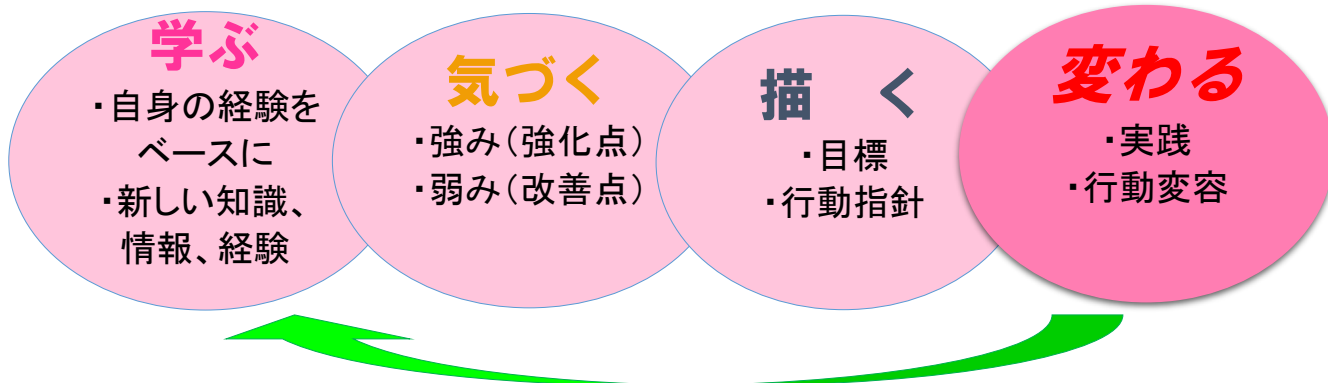 学ぶ
・自身の経験を
ベースに
・新しい知識、
情報、経験
気づく
・強み（強化点）
・弱み（改善点）
描　く
・目標
・行動指針
変わる
・実践
・行動変容